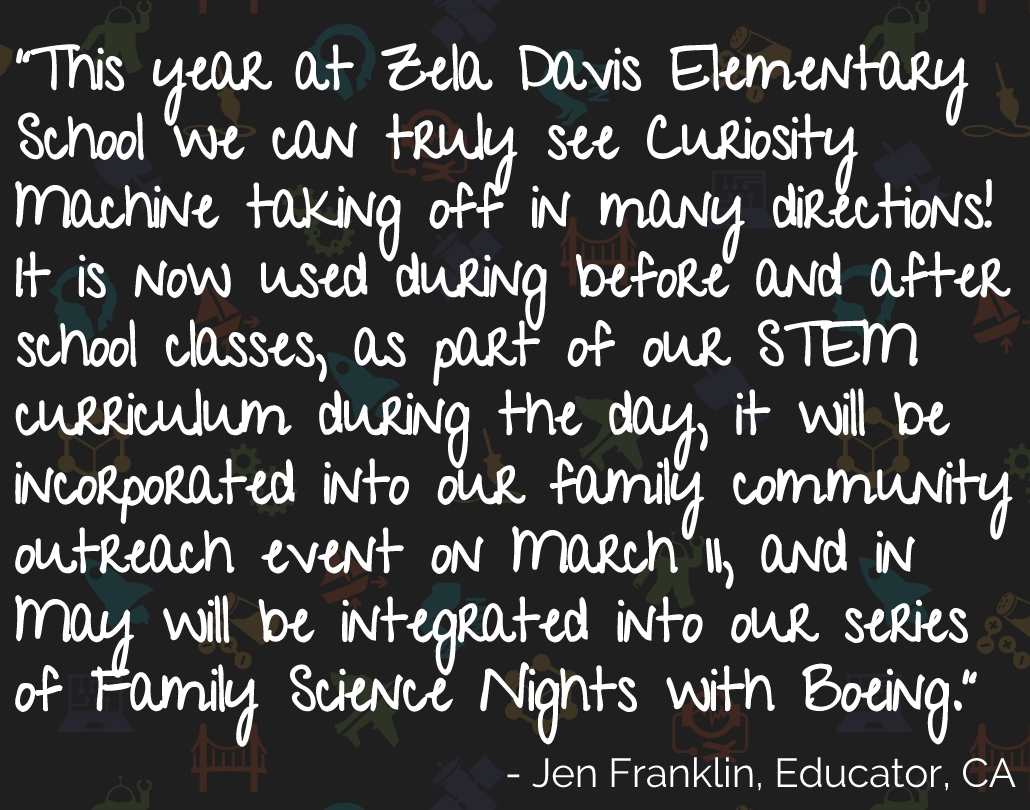 "This year at Zela Davis Elementary
School we can truly see Curiosity
Machine taking off in many directions!
It is now used during before and after
school classes, as part of our STEM
curriculum during the day, it will be
incorporated into our family community
outreach event on March 11, and in
May will be integrated into our series
of Family Science Nights with Boeing."
- Jen Franklin, Educator, CA